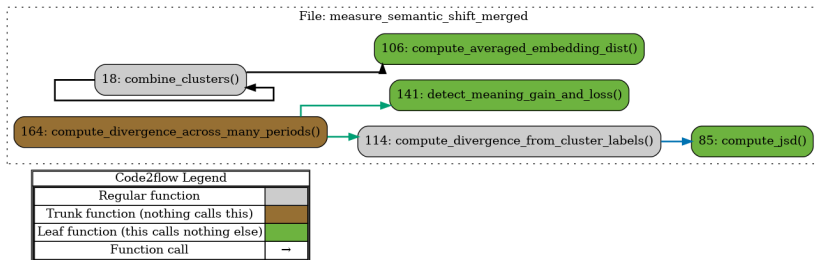 File: measure_semantic_shift_merged
106: compute_averaged_embedding_dist()
18: combine_clusters()
141: detect_meaning_gain_and_loss()
164: compute_divergence_across_many_periods()
114: compute_divergence_from_cluster_labels()
85: compute_jsd()
Code2flow Legend
Regular function
Trunk function (nothing calls this)
Leaf function (this calls nothing else)
Function call →